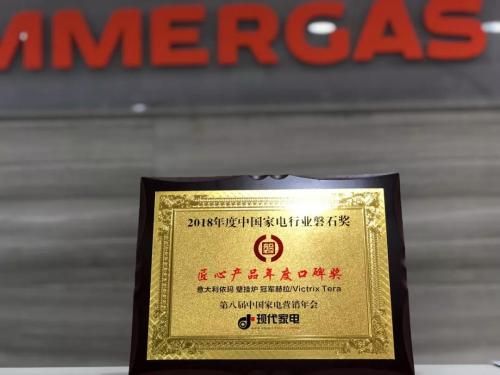 MMERGAS
2018年度中国家电行业磐石奖
匠心产品年度口碑奖
意大利依玛 壁挂炉 冠军赫拉/Victrix Tera
第八届中国家电营销年会
现代家电